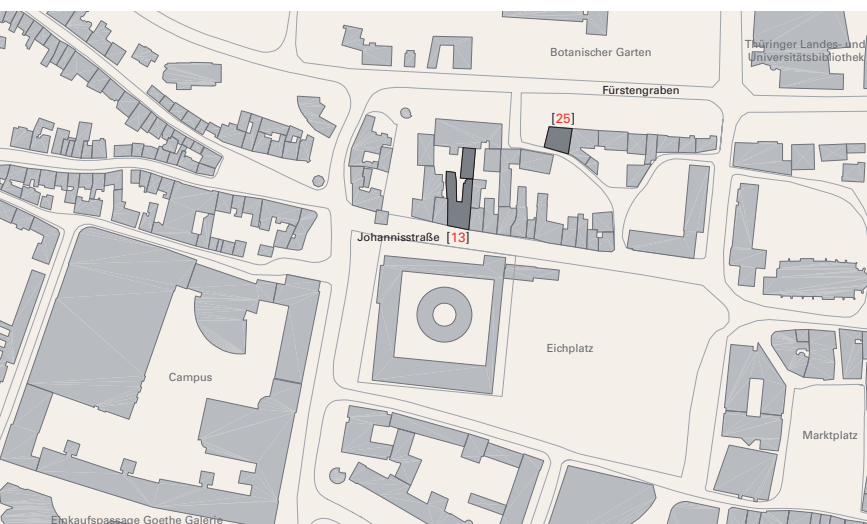 Botanischer Garten
Thüringer Landes- und
Universitätsbibliothek
Fürstengraben
[25]
Johannisstraße [13]
Eichplatz
Campus
Marktplatz
Einkaufspassage Goethe Galerie